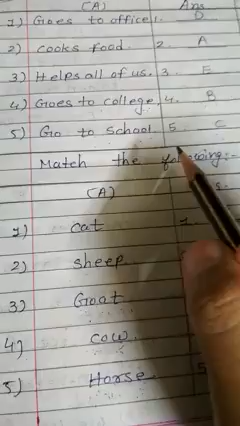 (A) Ans
1) Goes to office 1. D
2) Cooks food. 2. A
3) Helps all of us. 3. E
4) Goes to college. 4. B
5) Go to School. 5. C
Match the following:-
(A)
1) cat 1.
2) sheep
3) Goat
4) cow.
5) Horse. 5